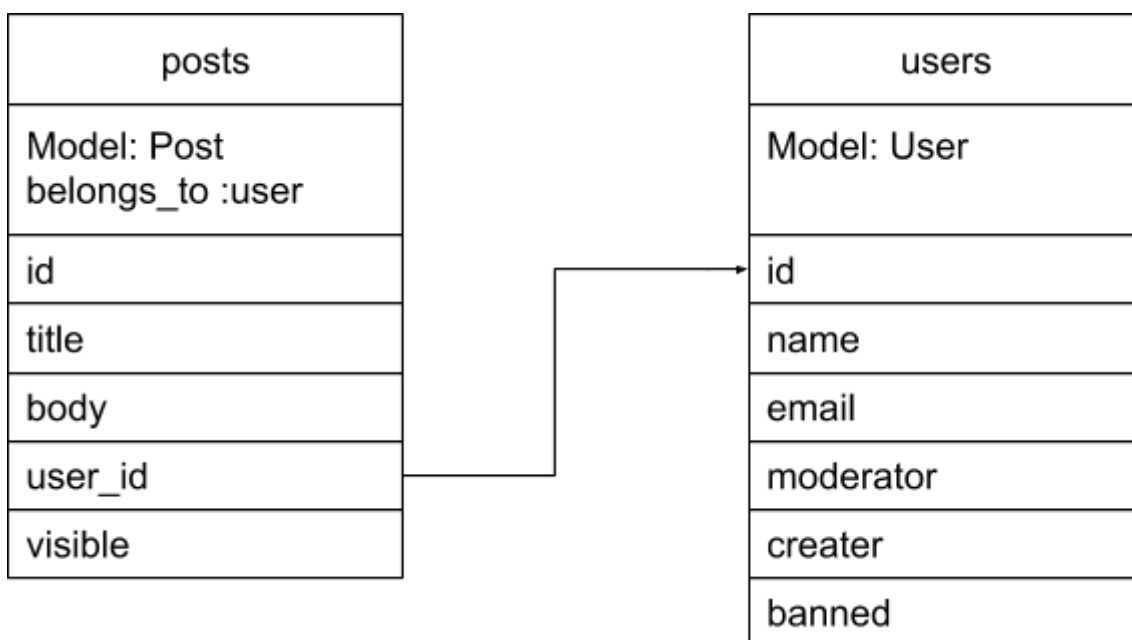 posts
Model: Post
belongs_to :user
id
title
body
user_id
visible
users
Model: User
id
name
email
moderator
creater
banned